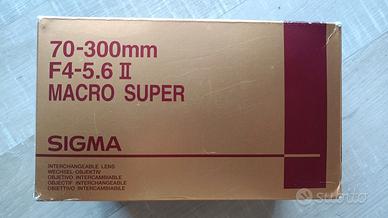 70-300mm
F4-5.6 II
MACRO SUPER
SIGMA
INTERCHANGEABLE LENS
WECHSEL-OBJEKTIV
OBJETIVO INTERCAMBIABLE
OBJECTIF INTERCHANGEABLE
OBIETTIVO INTERCAMBIABILE
subito